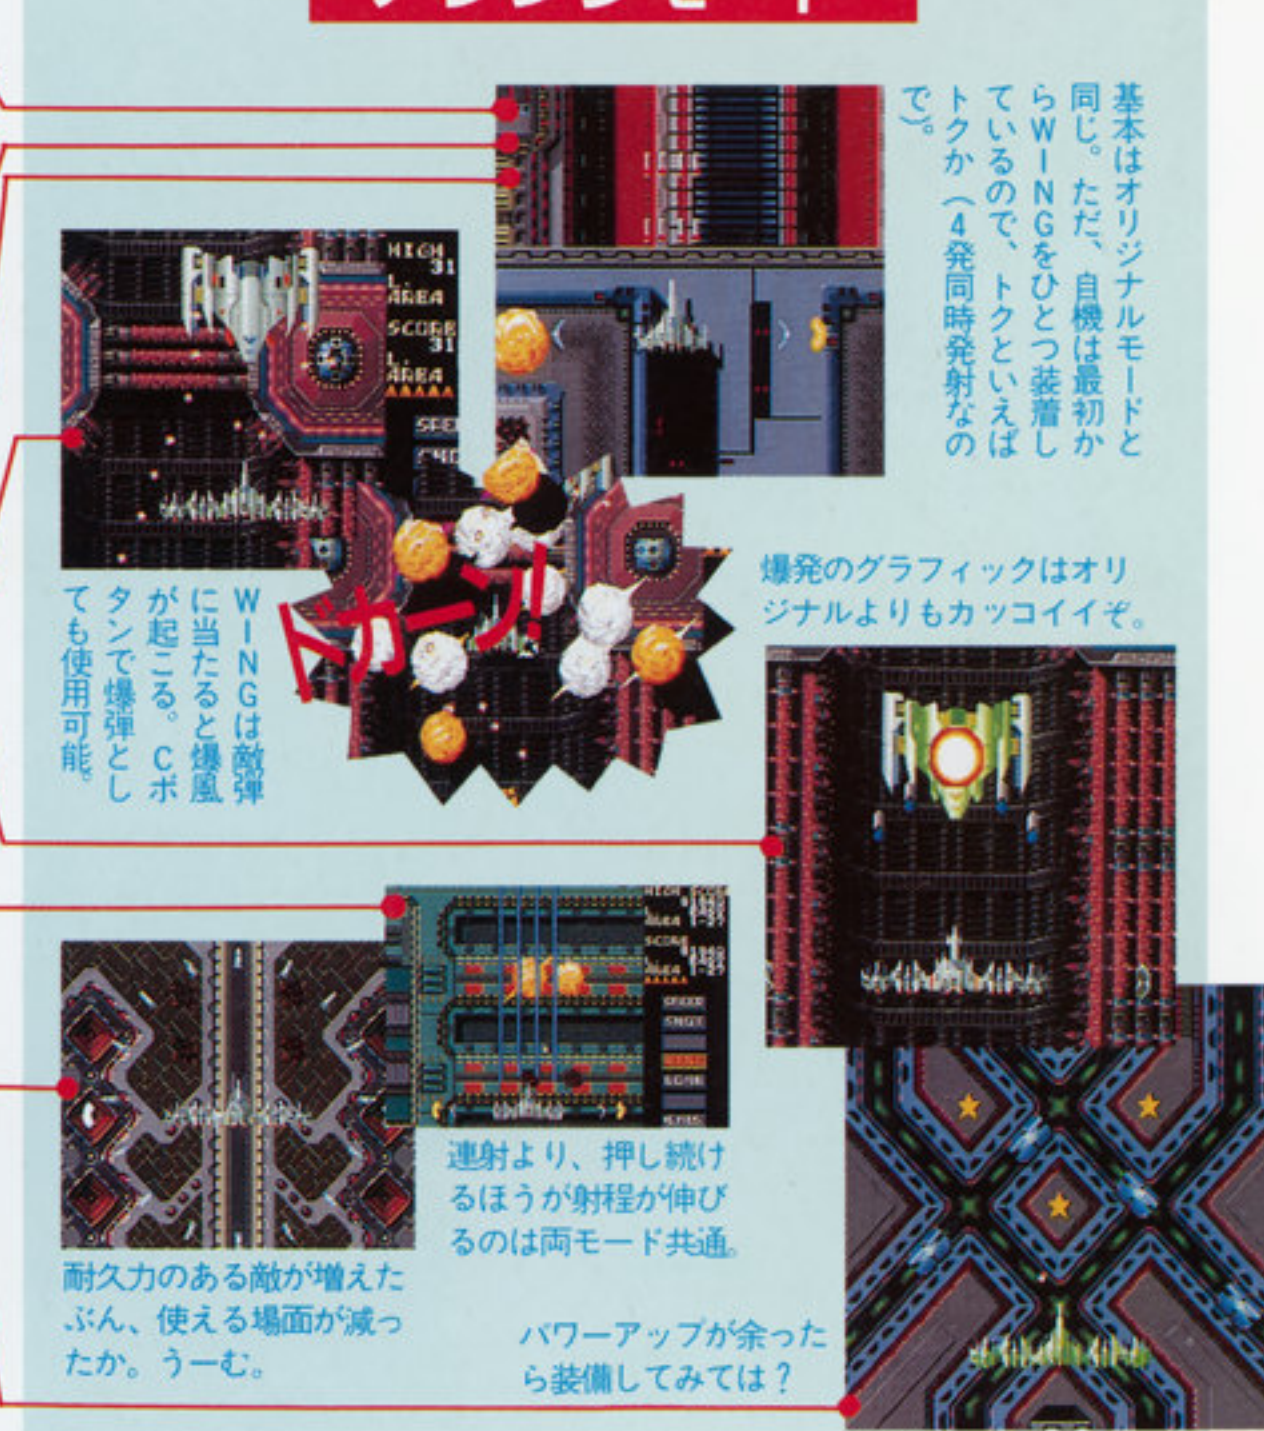 基本はオリジナルモードと
同じ。ただ、自機は最初か
らWINGをひとつ装着し
ているので、トクといえば
トクか（4発同時発射なの
で）。
HIGH
31
L.
AREA
SCORE
31
L.
AREA
WINGは敵弾
に当たると爆風
が起こる。Cボ
タンで爆弾とし
ても使用可能。
ドカーン!
爆発のグラフィックはオリ
ジナルよりもカッコイイぞ。
連射より、押し続け
るほうが射程が伸び
るのは両モード共通。
耐久力のある敵が増えた
ぶん、使える場面が減っ
たか。うーむ。
パワーアップが余った
ら装備してみては？